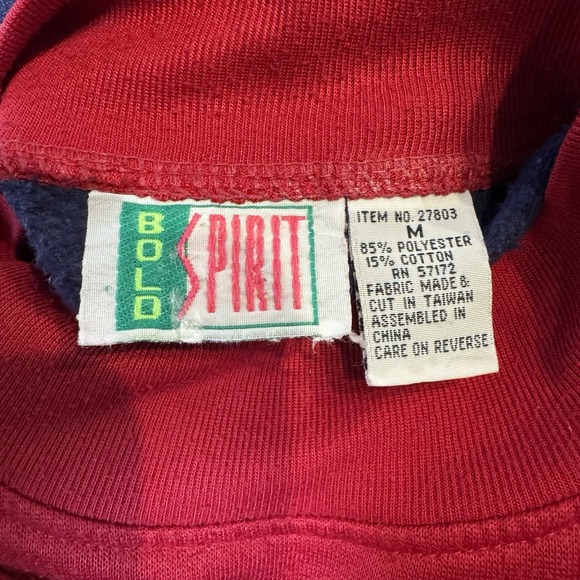 BOLD
SPIRIT
ITEM NO. 27803
M
85% POLYESTER
15% COTTON
RN 57172
FABRIC MADE &
CUT IN TAIWAN
ASSEMBLED IN
CHINA
CARE ON REVERSE